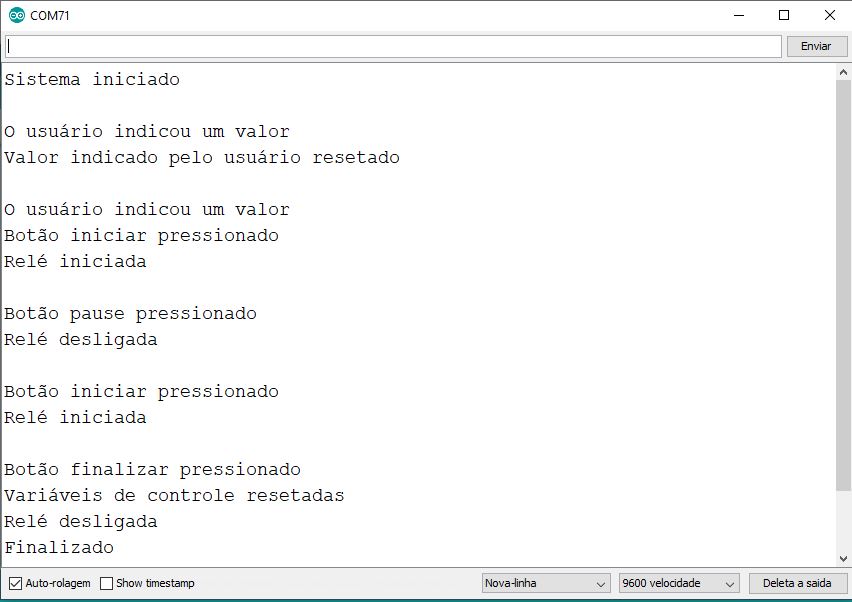 COM71
Enviar
Sistema iniciado
O usuário indicou um valor
Valor indicado pelo usuário resetado
O usuário indicou um valor
Botão iniciar pressionado
Relé iniciada
Botão pause pressionado
Relé desligada
Botão iniciar pressionado
Relé iniciada
Botão finalizar pressionado
Variáveis de controle resetadas
Relé desligada
Finalizado
Auto-rolagem Show timestamp Nova-linha 9600 velocidade Deleta a saida